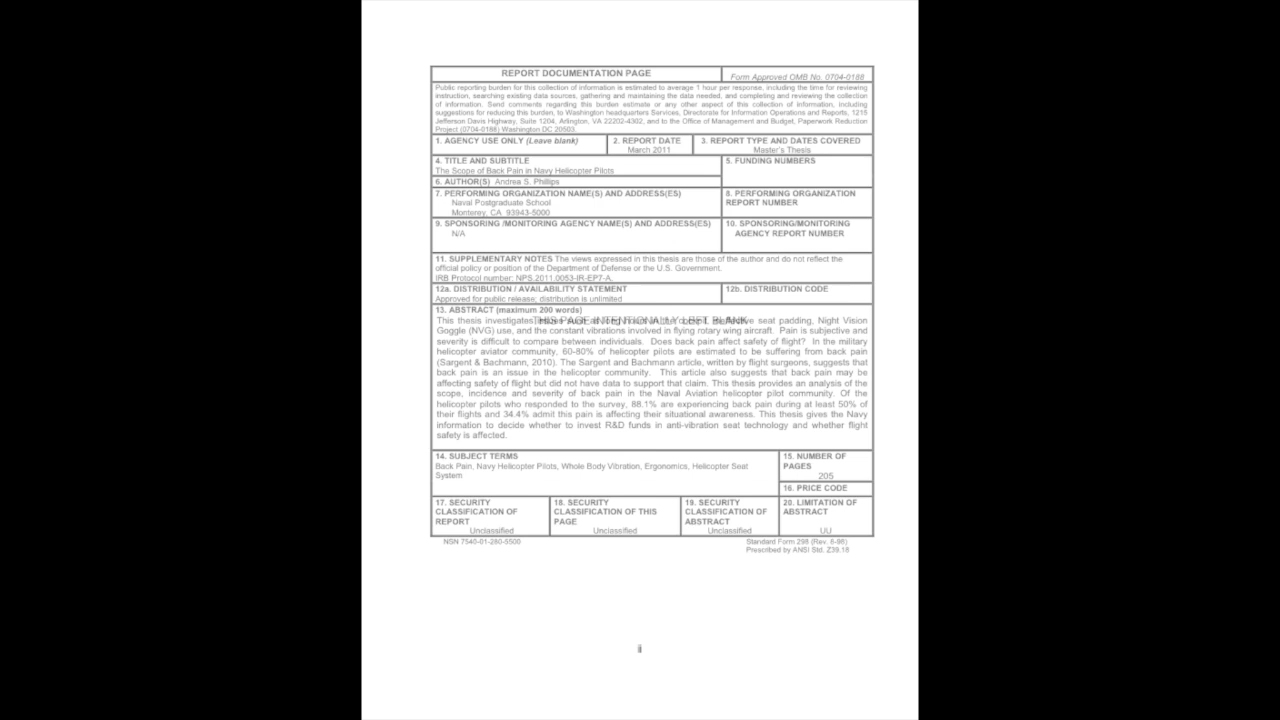 REPORT DOCUMENTATION PAGE
Form Approved OMB No. 0704-0188
Public reporting burden for this collection of information is estimated to average 1 hour per response, including the time for reviewing
instruction, searching existing data sources, gathering and maintaining the data needed, and completing and reviewing the collection
of information. Send comments regarding this burden estimate or any other aspect of this collection of information, including
suggestions for reducing this burden, to Washington headquarters Services, Directorate for Information Operations and Reports, 1215
Jefferson Davis Highway, Suite 1204, Arlington, VA 22202-4302, and to the Office of Management and Budget, Paperwork Reduction
Project (0704-0188) Washington DC 20503.
1. AGENCY USE ONLY (Leave blank)
2. REPORT DATE
March 2011
3. REPORT TYPE AND DATES COVERED
Master's Thesis
4. TITLE AND SUBTITLE
The Scope of Back Pain in Navy Helicopter Pilots
5. FUNDING NUMBERS
6. AUTHOR(S) Andrea S. Phillips
7. PERFORMING ORGANIZATION NAME(S) AND ADDRESS(ES)
Naval Postgraduate School
Monterey, CA 93943-5000
8. PERFORMING ORGANIZATION
REPORT NUMBER
9. SPONSORING /MONITORING AGENCY NAME(S) AND ADDRESS(ES)
N/A
10. SPONSORING/MONITORING
AGENCY REPORT NUMBER
11. SUPPLEMENTARY NOTES The views expressed in this thesis are those of the author and do not reflect the
official policy or position of the Department of Defense or the U.S. Government.
IRB Protocol number: NPS.2011.0053-IR-EP7-A.
12a. DISTRIBUTION / AVAILABILITY STATEMENT
Approved for public release; distribution is unlimited
12b. DISTRIBUTION CODE
13. ABSTRACT (maximum 200 words)
THIS PAGE INTENTIONALLY LEFT BLANK
This thesis investigates seat padding, Night Vision
Goggle (NVG) use, and the constant vibrations involved in flying rotary wing aircraft. Pain is subjective and
severity is difficult to compare between individuals. Does back pain affect safety of flight? In the military
helicopter aviator community, 60-80% of helicopter pilots are estimated to be suffering from back pain
(Sargent & Bachmann, 2010). The Sargent and Bachmann article, written by flight surgeons, suggests that
back pain is an issue in the helicopter community. This article also suggests that back pain may be
affecting safety of flight but did not have data to support that claim. This thesis provides an analysis of the
scope, incidence and severity of back pain in the Naval Aviation helicopter pilot community. Of the
helicopter pilots who responded to the survey, 88.1% are experiencing back pain during at least 50% of
their flights and 34.4% admit this pain is affecting their situational awareness. This thesis gives the Navy
information to decide whether to invest R&D funds in anti-vibration seat technology and whether flight
safety is affected.
14. SUBJECT TERMS
Back Pain, Navy Helicopter Pilots, Whole Body Vibration, Ergonomics, Helicopter Seat
System
15. NUMBER OF
PAGES
205
16. PRICE CODE
17. SECURITY
CLASSIFICATION OF
REPORT
Unclassified
18. SECURITY
CLASSIFICATION OF THIS
PAGE
Unclassified
19. SECURITY
CLASSIFICATION OF
ABSTRACT
Unclassified
20. LIMITATION OF
ABSTRACT
UU
NSN 7540-01-280-5500
Standard Form 298 (Rev. 8-98)
Prescribed by ANSI Std. Z39.18